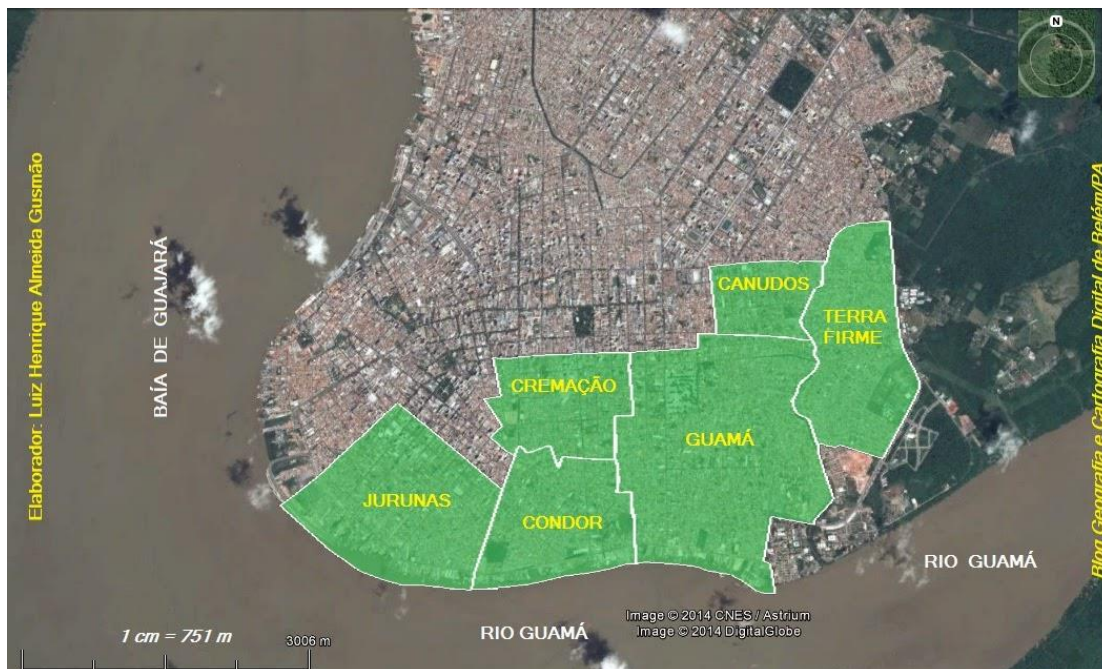 N
Elaborador: Luiz Henrique Almeida Gusmão
BAÍA DE GUAJARÁ
Blog Geografia e Cartografia Digital de Belém/PA
CANUDOS
TERRA
FIRME
CREMAÇÃO
GUAMÁ
JURUNAS
CONDOR
RIO GUAMÁ
Image © 2014 CNES / Astrium
Image © 2014 DigitalGlobe
RIO GUAMÁ
1 cm = 751 m
3006 m